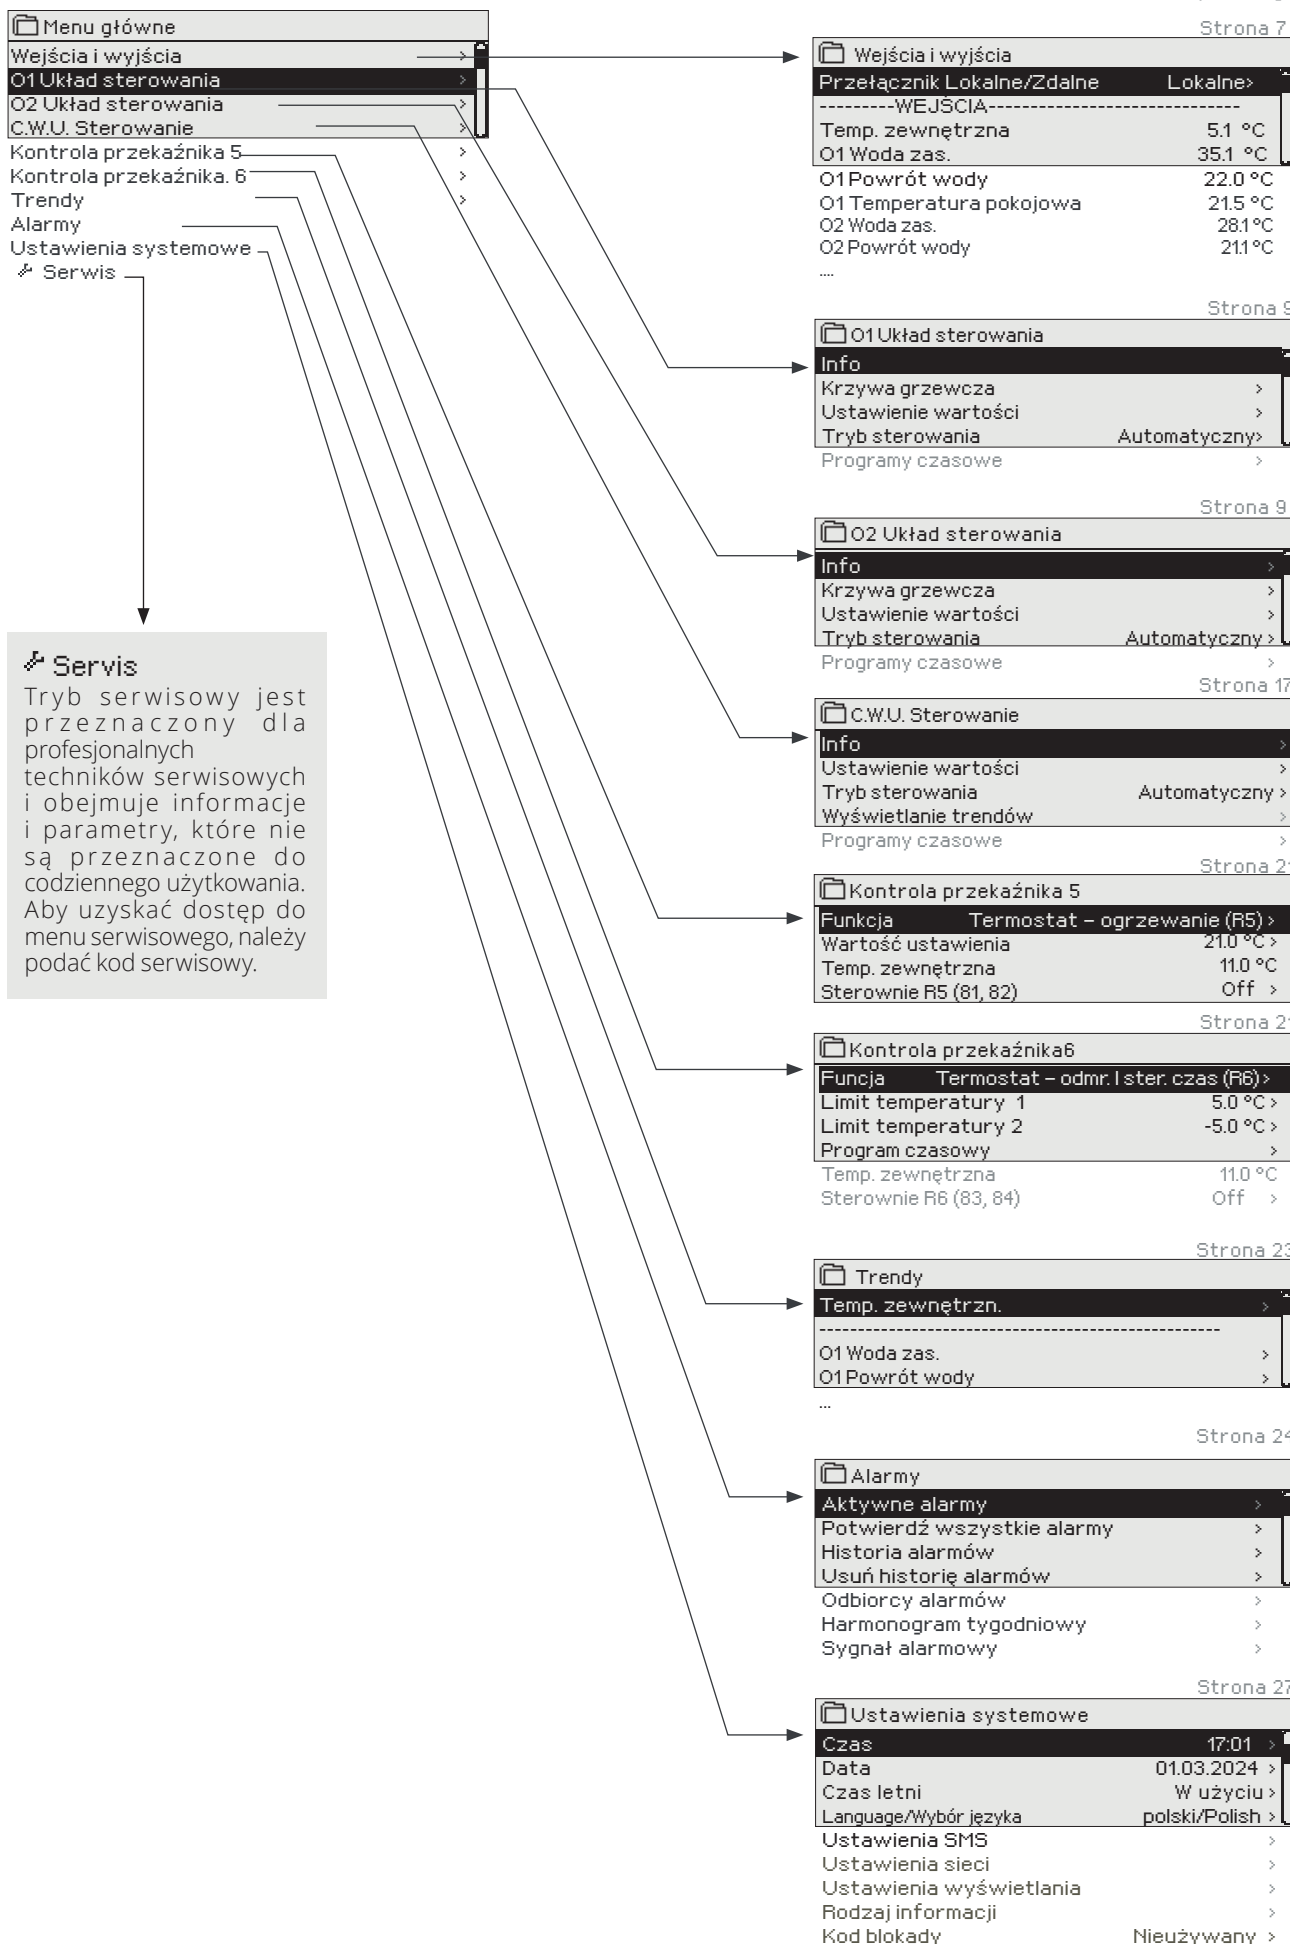 Menu główne
Wejścia i wyjścia >
O1 Układ sterowania >
O2 Układ sterowania >
C.W.U. Sterowanie >
Kontrola przekaźnika 5 >
Kontrola przekaźnika. 6 >
Trendy >
Alarmy
Ustawienia systemowe
Serwis
Servis
Tryb serwisowy jest
przeznaczony dla
profesjonalnych
techników serwisowych
i obejmuje informacje
i parametry, które nie
są przeznaczone do
codziennego użytkowania.
Aby uzyskać dostęp do
menu serwisowego, należy
podać kod serwisowy.
Strona 7
Wejścia i wyjścia
Przełącznik Lokalne/Zdalne Lokalne>
---------WEJŚCIA------------------------------
Temp. zewnętrzna 5.1 °C
O1 Woda zas. 35.1 °C
O1 Powrót wody 22.0 °C
O1 Temperatura pokojowa 21.5 °C
O2 Woda zas. 28.1 °C
O2 Powrót wody 21.1 °C
....
Strona 9
O1 Układ sterowania
Info
Krzywa grzewcza >
Ustawienie wartości >
Tryb sterowania Automatyczny>
Programy czasowe >
Strona 9
O2 Układ sterowania
Info >
Krzywa grzewcza >
Ustawienie wartości >
Tryb sterowania Automatyczny >
Programy czasowe >
Strona 17
C.W.U. Sterowanie
Info >
Ustawienie wartości >
Tryb sterowania Automatyczny >
Wyświetlanie trendów >
Programy czasowe >
Strona 21
Kontrola przekaźnika 5
Funkcja Termostat – ogrzewanie (R5) >
Wartość ustawienia 21.0 °C >
Temp. zewnętrzna 11.0 °C
Sterownie R5 (81, 82) Off >
Strona 21
Kontrola przekaźnika6
Funcja Termostat – odmr. I ster. czas (R6) >
Limit temperatury 1 5.0 °C >
Limit temperatury 2 -5.0 °C >
Program czasowy >
Temp. zewnętrzna 11.0 °C
Sterownie R6 (83, 84) Off >
Strona 23
Trendy
Temp. zewnętrzn. >
----------------------------------------------------
O1 Woda zas. >
O1 Powrót wody >
...
Strona 24
Alarmy
Aktywne alarmy >
Potwierdź wszystkie alarmy >
Historia alarmów >
Usuń historię alarmów >
Odbiorcy alarmów >
Harmonogram tygodniowy >
Sygnał alarmowy >
Strona 27
Ustawienia systemowe
Czas 17:01 >
Data 01.03.2024 >
Czas letni W użyciu >
Language/Wybór języka polski/Polish >
Ustawienia SMS >
Ustawienia sieci >
Ustawienia wyświetlania >
Rodzaj informacji >
Kod blokady Nieużywany >